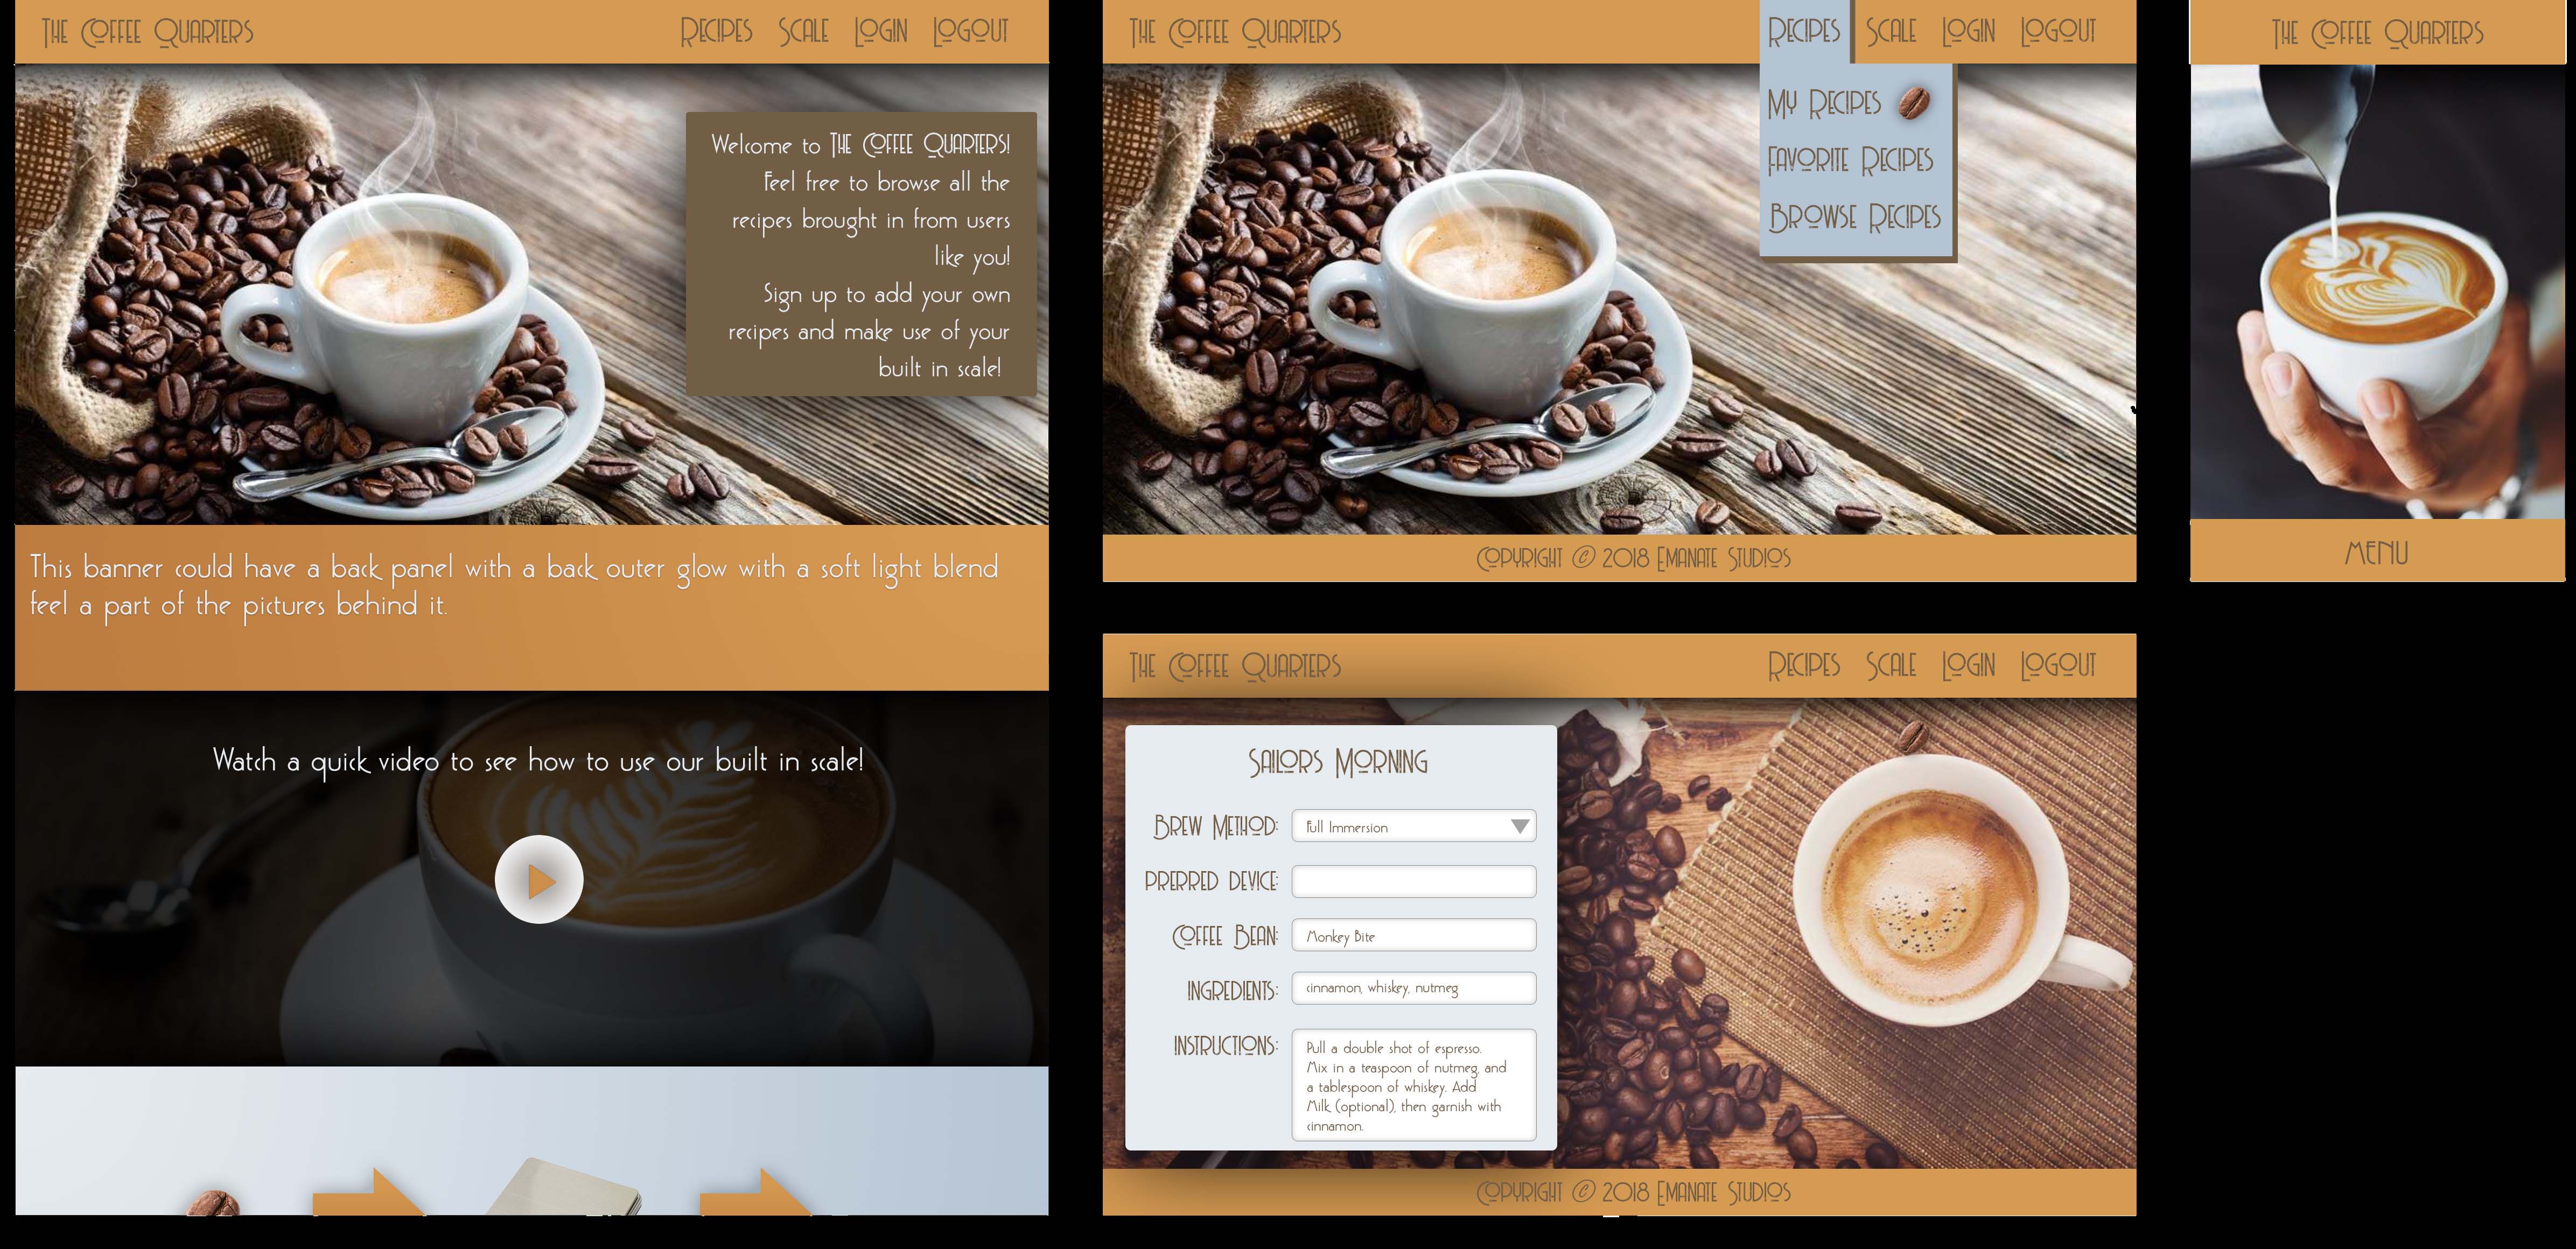 The Coffee Quarters
Recipes Scale Login Logout
Welcome to The Coffee Quarters!
Feel free to browse all the
recipes brought in from users
like you!
Sign up to add your own
recipes and make use of your
built in scale!
This banner could have a back panel with a back outer glow with a soft light blend
feel a part of the pictures behind it.
Watch a quick video to see how to use our built in scale!
The Coffee Quarters
Recipes Scale Login Logout
My Recipes
Favorite Recipes
Browse Recipes
Copyright © 2018 Emanate Studios
The Coffee Quarters
Menu
The Coffee Quarters
Recipes Scale Login Logout
Sailors Morning
Brew Method: Full Immersion
Prerred Device:
Coffee Bean: Monkey Bite
Ingredients: cinnamon, whiskey, nutmeg
Instructions: Pull a double shot of espresso.
Mix in a teaspoon of nutmeg, and
a tablespoon of whiskey. Add
Milk (optional), then garnish with
cinnamon.
Copyright © 2018 Emanate Studios